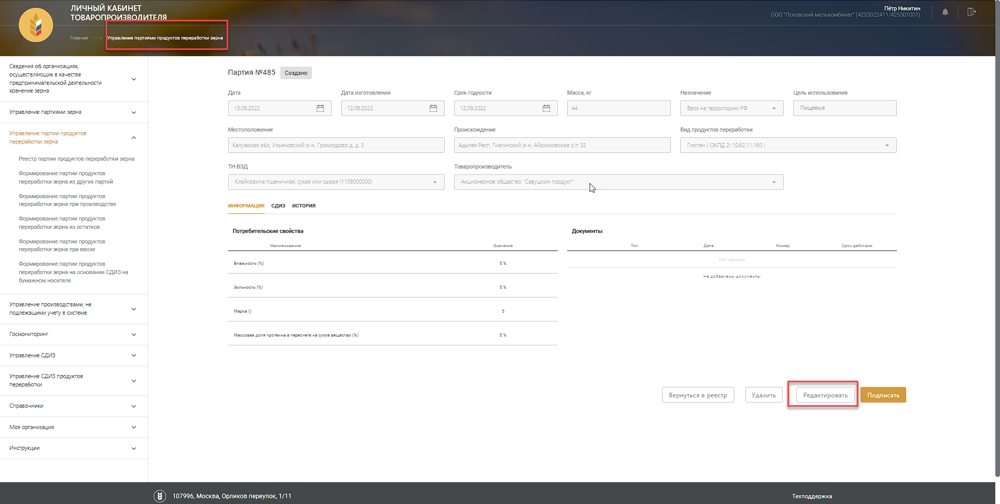 ЛИЧНЫЙ КАБИНЕТ
ТОВАРОПРОИЗВОДИТЕЛЯ
Пётр Никитин
ООО "Псковский мелькомбинат" (4253022411/425301001)
Главная
Управление партиями продуктов переработки зерна
Сведения об организациях,
осуществляющих в качестве
предпринимательской деятельности
хранение зерна
Управление партиями зерна
Управление партии продуктов
переработки зерна
Реестр партии продуктов переработки зерна
Формирование партии продуктов
переработки зерна из других партий
Формирование партии продуктов
переработки зерна при производстве
Формирование партии продуктов
переработки зерна из остатков
Формирование партии продуктов
переработки зерна при ввозе
Формирование партии продуктов
переработки зерна на основании СДИЗ на
бумажном носителе
Управление производствами, не
подлежащими учету в системе
Госмониторинг
Управление СДИЗ
Управление СДИЗ продуктов
переработки
Справочники
Моя организация
Инструкции
Партия №485 Создано
Дата Дата изготовления Срок годности Масса, кг Назначение Цель использования
13.09.2022 12.09.2022 12.09.2022 44 Ввоз на территорию РФ Пищевые
Местоположение Происхождение Вид продуктов переработки
Калужская обл, Ульяновский р-н, Громоздово д, д. 3 Адыгея Респ, Гиагинский р-н, Айрюмовское с/п 32 Глютен ( ОКПД 2: 10.62.11.160 )
ТН ВЭД Товаропроизводитель
Клейковина пшеничная, сухая или сырая (1109000000) Акционерное общество "Савушкин продукт"
ИНФОРМАЦИЯ СДИЗ ИСТОРИЯ
Потребительские свойства
Наименование Значение
Влажность (%) 5 %
Зольность (%) 5 %
Марка () 5
Массовая доля протеина в пересчете на сухое вещество (%) 5 %
Документы
Тип Дата Номер Срок действия
Нет данных
Не добавлены документы
Вернуться в реестр Удалить Редактировать Подписать
107996, Москва, Орликов переулок, 1/11
Техподдержка